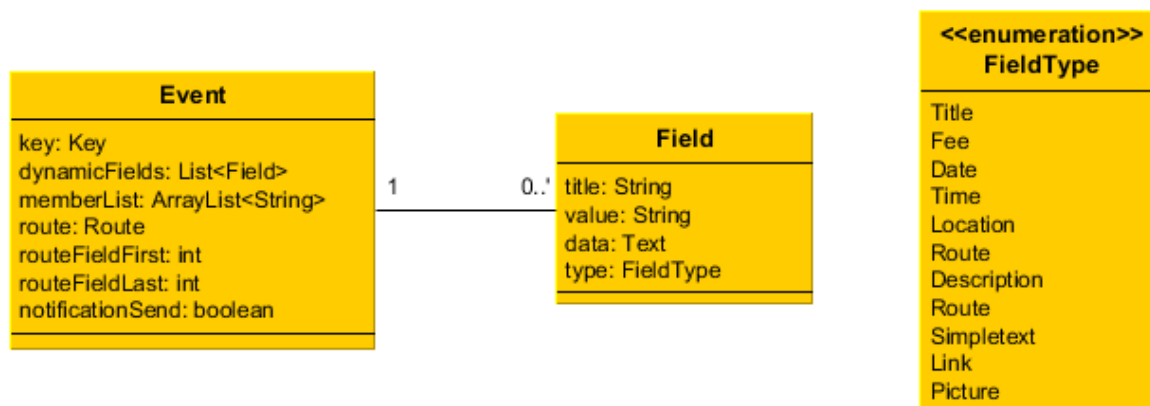 Event
key: Key
dynamicFields: List<Field>
memberList: ArrayList<String>
route: Route
routeFieldFirst: int
routeFieldLast: int
notificationSend: boolean
1
0..*
Field
title: String
value: String
data: Text
type: FieldType
<<enumeration>>
FieldType
Title
Fee
Date
Time
Location
Route
Description
Route
Simpletext
Link
Picture